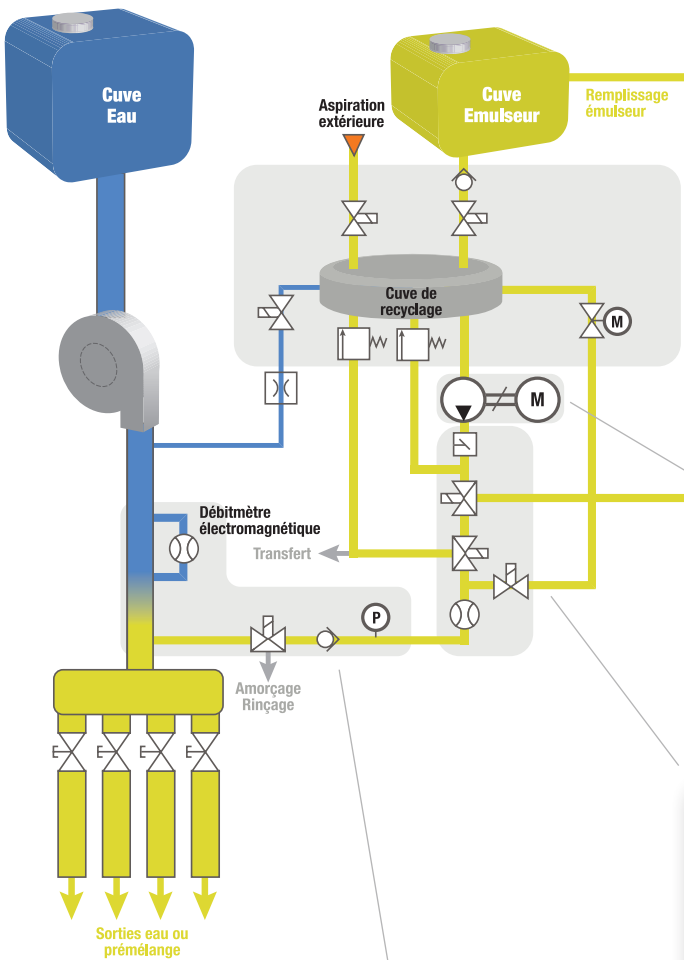 Cuve
Eau
Cuve
Emulseur
Remplissage
émulseur
Aspiration
extérieure
Cuve de
recyclage
M
M
Débitmètre
électromagnétique
Transfert
P
Amorçage
Rinçage
Sorties eau ou
prémélange